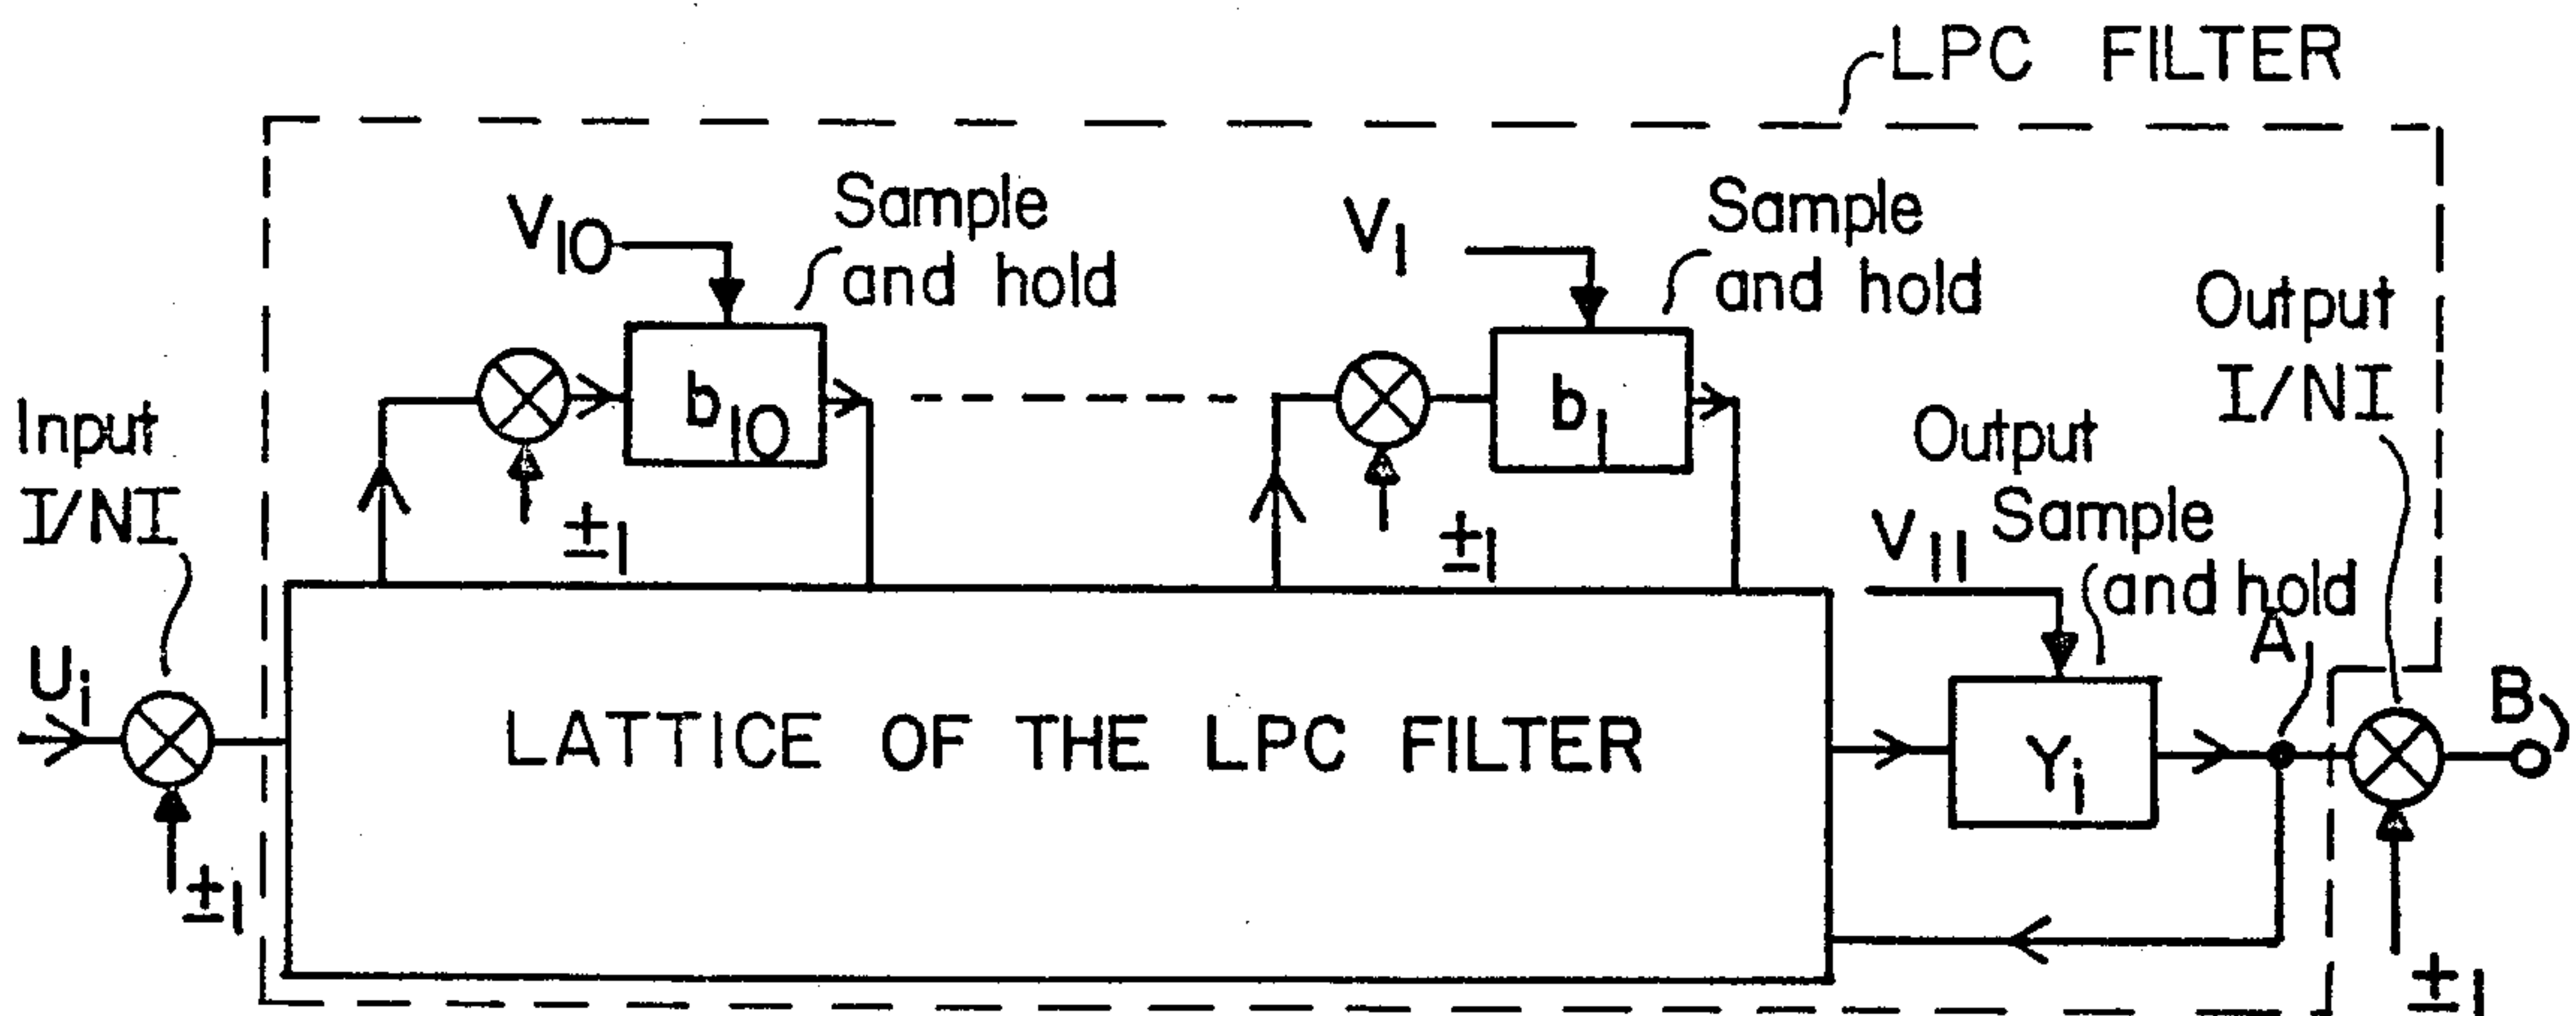 LPC FILTER
V10
Sample
and hold
V1
Sample
and hold
Output
I/NI
Input
I/NI
b10
b1
±1
±1
Output
V11 Sample
and hold
A
Ui
LATTICE OF THE LPC FILTER
Yi
B
±1
±1